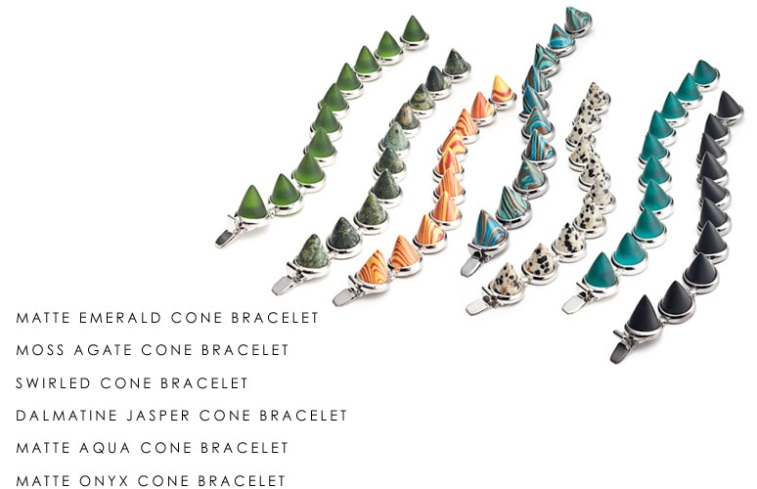 MATTE EMERALD CONE BRACELET
MOSS AGATE CONE BRACELET
SWIRLED CONE BRACELET
DALMATINE JASPER CONE BRACELET
MATTE AQUA CONE BRACELET
MATTE ONYX CONE BRACELET